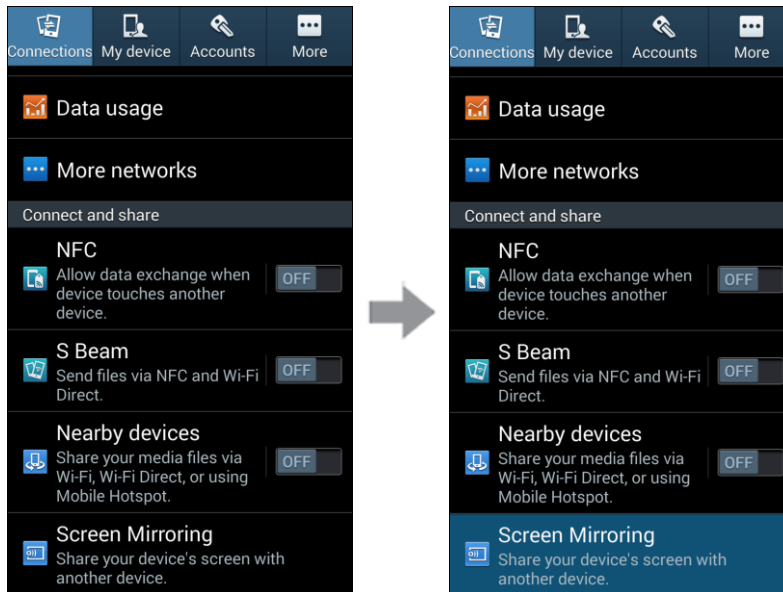 Connections My device Accounts More
Data usage
More networks
Connect and share
NFC
Allow data exchange when
device touches another
device.
OFF
S Beam
Send files via NFC and Wi-Fi
Direct.
OFF
Nearby devices
Share your media files via
Wi-Fi, Wi-Fi Direct, or using
Mobile Hotspot.
OFF
Screen Mirroring
Share your device's screen with
another device.
Connections My device Accounts More
Data usage
More networks
Connect and share
NFC
Allow data exchange when
device touches another
device.
OFF
S Beam
Send files via NFC and Wi-Fi
Direct.
OFF
Nearby devices
Share your media files via
Wi-Fi, Wi-Fi Direct, or using
Mobile Hotspot.
OFF
Screen Mirroring
Share your device's screen with
another device.